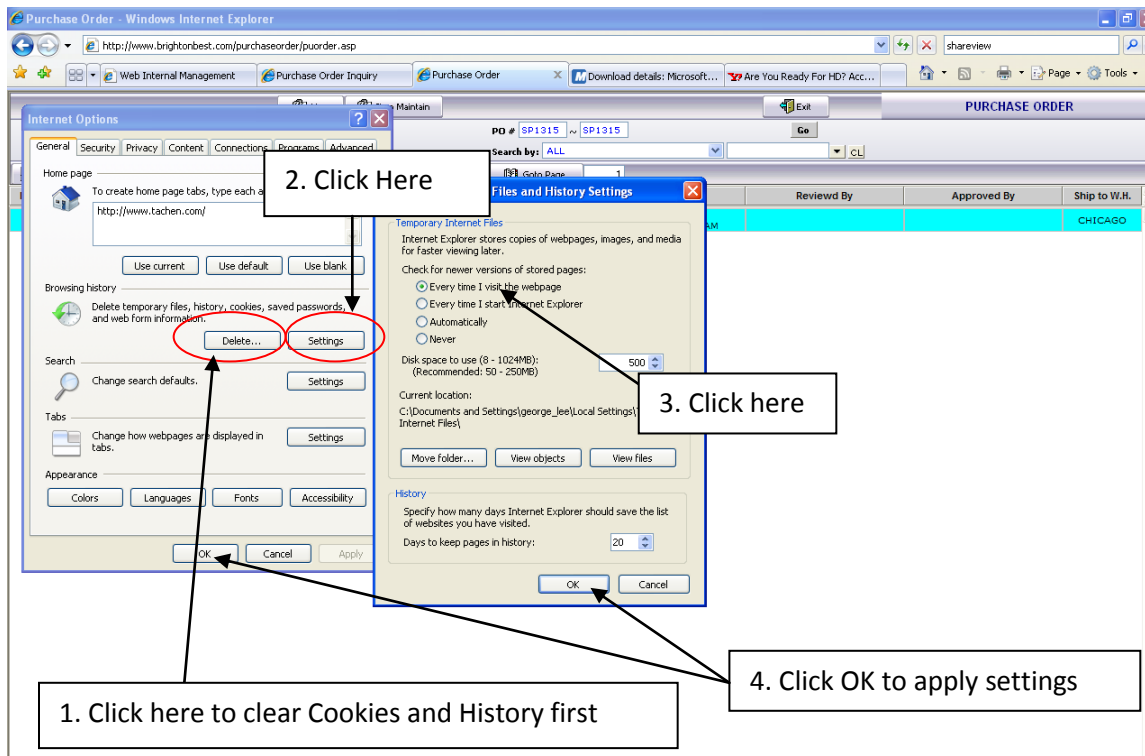 Purchase Order - Windows Internet Explorer
http://www.brightonbest.com/purchaseorder/puorder.asp
shareview
Web Internal Management
Purchase Order Inquiry
Purchase Order
Download details: Microsoft...
Are You Ready For HD? Acc...
Page
Tools
Maintain
Exit
PURCHASE ORDER
PO # SP1315 ~ SP1315
Go
Search by: ALL
CL
Goto Page 1
Reviewed By
Approved By
Ship to W.H.
AM
CHICAGO
Internet Options
General Security Privacy Content Connections Programs Advanced
Home page
To create home page tabs, type each a
http://www.tachen.com/
Use current
Use default
Use blank
Browsing history
Delete temporary files, history, cookies, saved passwords,
and web form information.
Delete...
Settings
Search
Change search defaults.
Settings
Tabs
Change how webpages are displayed in
tabs.
Settings
Appearance
Colors
Languages
Fonts
Accessibility
OK
Cancel
Apply
2. Click Here
Files and History Settings
Temporary Internet Files
Internet Explorer stores copies of webpages, images, and media
for faster viewing later.
Check for newer versions of stored pages:
Every time I visit the webpage
Every time I start Internet Explorer
Automatically
Never
Disk space to use (8 - 1024MB):
(Recommended: 50 - 250MB)
500
Current location:
C:\Documents and Settings\george_lee\Local Settings\
Internet Files\
Move folder...
View objects
View files
History
Specify how many days Internet Explorer should save the list
of websites you have visited.
Days to keep pages in history:
20
OK
Cancel
3. Click here
4. Click OK to apply settings
1. Click here to clear Cookies and History first